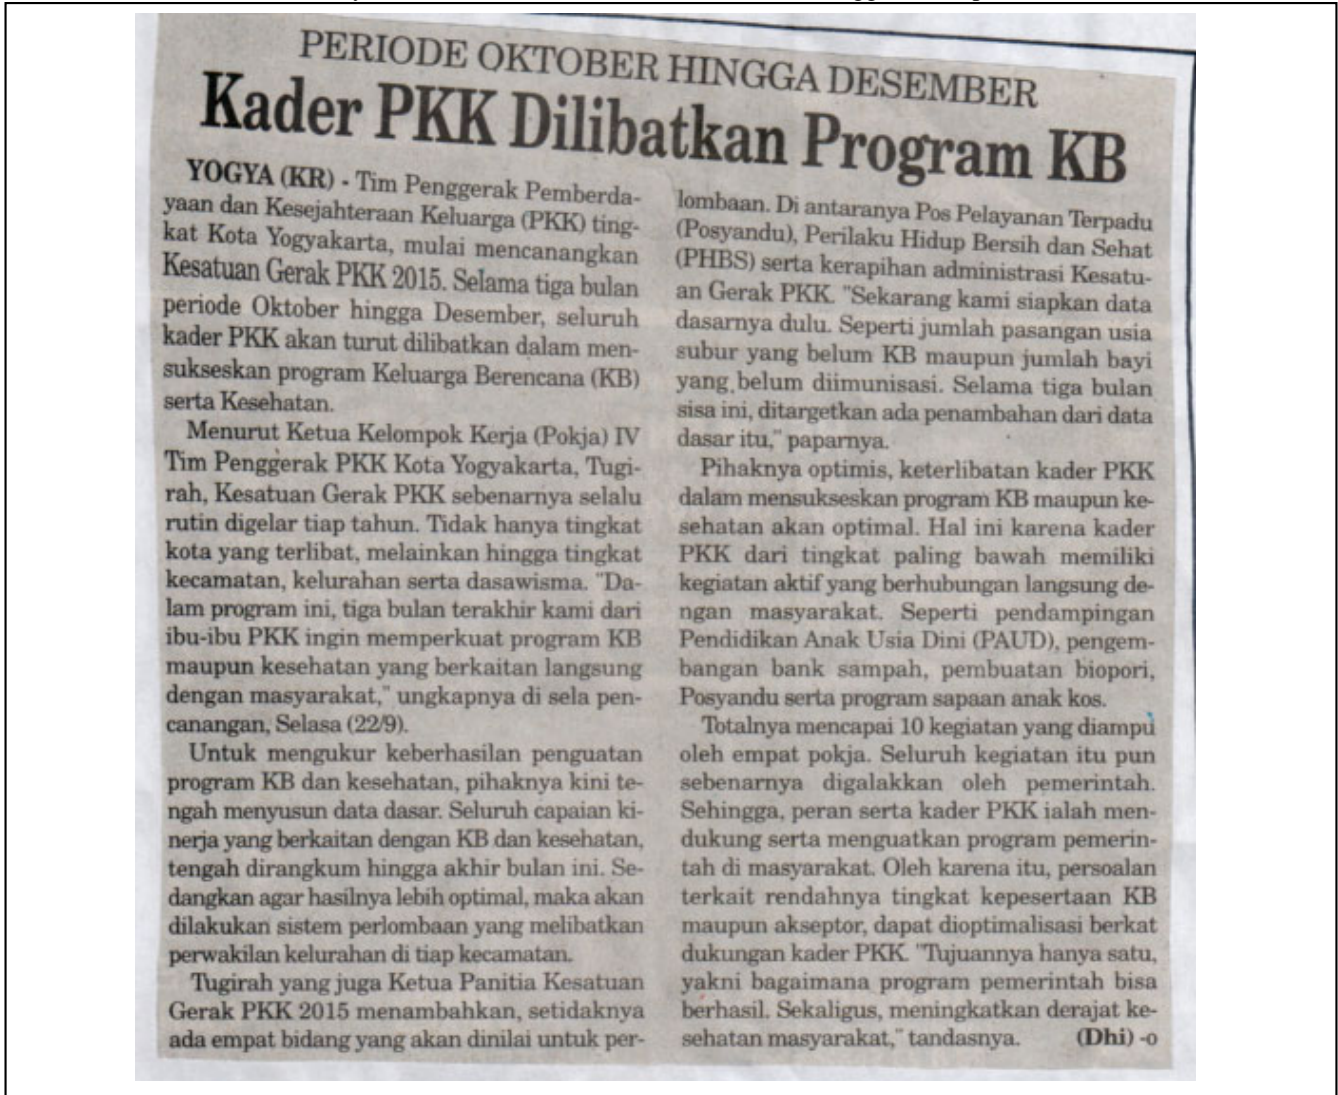 PERIODE OKTOBER HINGGA DESEMBER
Kader PKK Dilibatkan Program KB
YOGYA (KR) - Tim Penggerak Pemberda-
yaan dan Kesejahteraan Keluarga (PKK) ting-
kat Kota Yogyakarta, mulai mencanangkan
Kesatuan Gerak PKK 2015. Selama tiga bulan
periode Oktober hingga Desember, seluruh
kader PKK akan turut dilibatkan dalam men-
sukseskan program Keluarga Berencana (KB)
serta Kesehatan.
Menurut Ketua Kelompok Kerja (Pokja) IV
Tim Penggerak PKK Kota Yogyakarta, Tugi-
rah, Kesatuan Gerak PKK sebenarnya selalu
rutin digelar tiap tahun. Tidak hanya tingkat
kota yang terlibat, melainkan hingga tingkat
kecamatan, kelurahan serta dasawisma. "Da-
lam program ini, tiga bulan terakhir kami dari
ibu-ibu PKK ingin memperkuat program KB
maupun kesehatan yang berkaitan langsung
dengan masyarakat," ungkapnya di sela pen-
canangan, Selasa (22/9).
Untuk mengukur keberhasilan penguatan
program KB dan kesehatan, pihaknya kini te-
ngah menyusun data dasar. Seluruh capaian ki-
nerja yang berkaitan dengan KB dan kesehatan,
tengah dirangkum hingga akhir bulan ini. Se-
dangkan agar hasilnya lebih optimal, maka akan
dilakukan sistem perlombaan yang melibatkan
perwakilan kelurahan di tiap kecamatan.
Tugirah yang juga Ketua Panitia Kesatuan
Gerak PKK 2015 menambahkan, setidaknya
ada empat bidang yang akan dinilai untuk per-
lombaan. Di antaranya Pos Pelayanan Terpadu
(Posyandu), Perilaku Hidup Bersih dan Sehat
(PHBS) serta kerapihan administrasi Kesatu-
an Gerak PKK. "Sekarang kami siapkan data
dasarnya dulu. Seperti jumlah pasangan usia
subur yang belum KB maupun jumlah bayi
yang belum diimunisasi. Selama tiga bulan
sisa ini, ditargetkan ada penambahan dari data
dasar itu," paparnya.
Pihaknya optimis, keterlibatan kader PKK
dalam mensukseskan program KB maupun ke-
sehatan akan optimal. Hal ini karena kader
PKK dari tingkat paling bawah memiliki
kegiatan aktif yang berhubungan langsung de-
ngan masyarakat. Seperti pendampingan
Pendidikan Anak Usia Dini (PAUD), pengem-
bangan bank sampah, pembuatan biopori,
Posyandu serta program sapaan anak kos.
Totalnya mencapai 10 kegiatan yang diampu
oleh empat pokja. Seluruh kegiatan itu pun
sebenarnya digalakkan oleh pemerintah.
Sehingga, peran serta kader PKK ialah men-
dukung serta menguatkan program pemerin-
tah di masyarakat. Oleh karena itu, persoalan
terkait rendahnya tingkat kepesertaan KB
maupun akseptor, dapat dioptimalisasi berkat
dukungan kader PKK. "Tujuannya hanya satu,
yakni bagaimana program pemerintah bisa
berhasil. Sekaligus, meningkatkan derajat ke-
sehatan masyarakat," tandasnya. (Dhi) -o